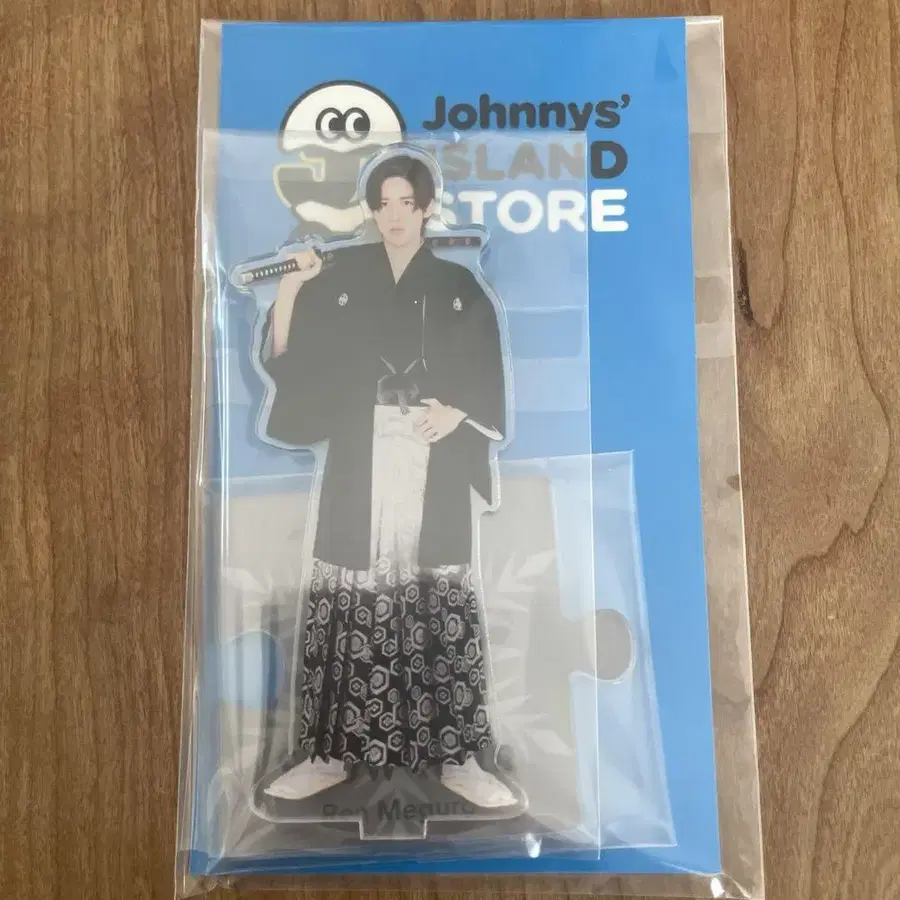 Johnnys'
ISLAND
STORE
Ren Meguro